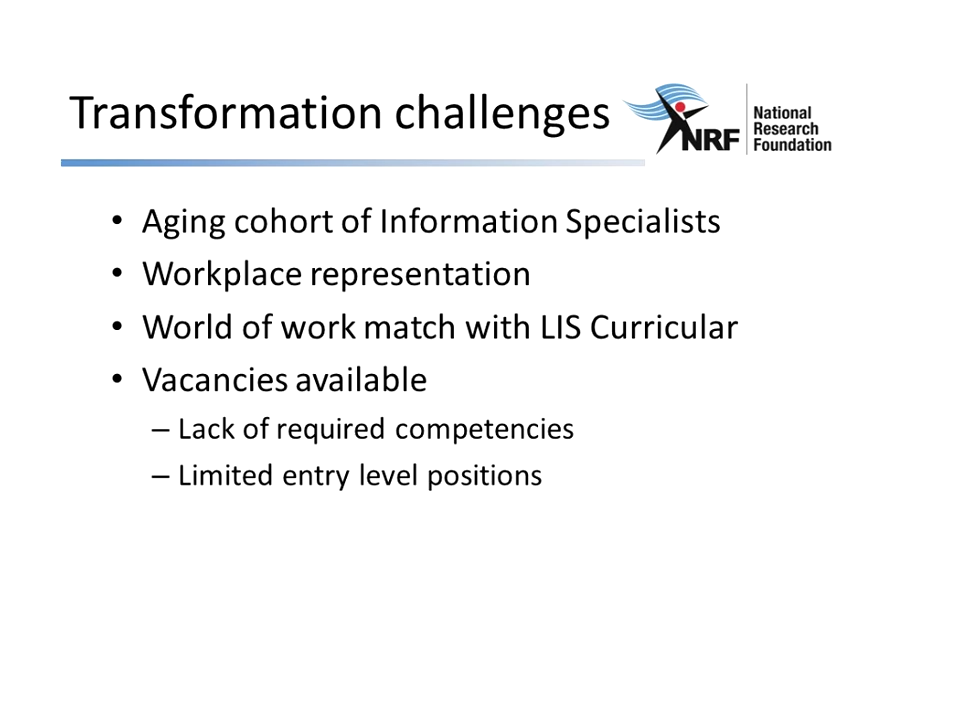 Transformation challenges
NRF
National
Research
Foundation
• Aging cohort of Information Specialists
• Workplace representation
• World of work match with LIS Curricular
• Vacancies available
– Lack of required competencies
– Limited entry level positions